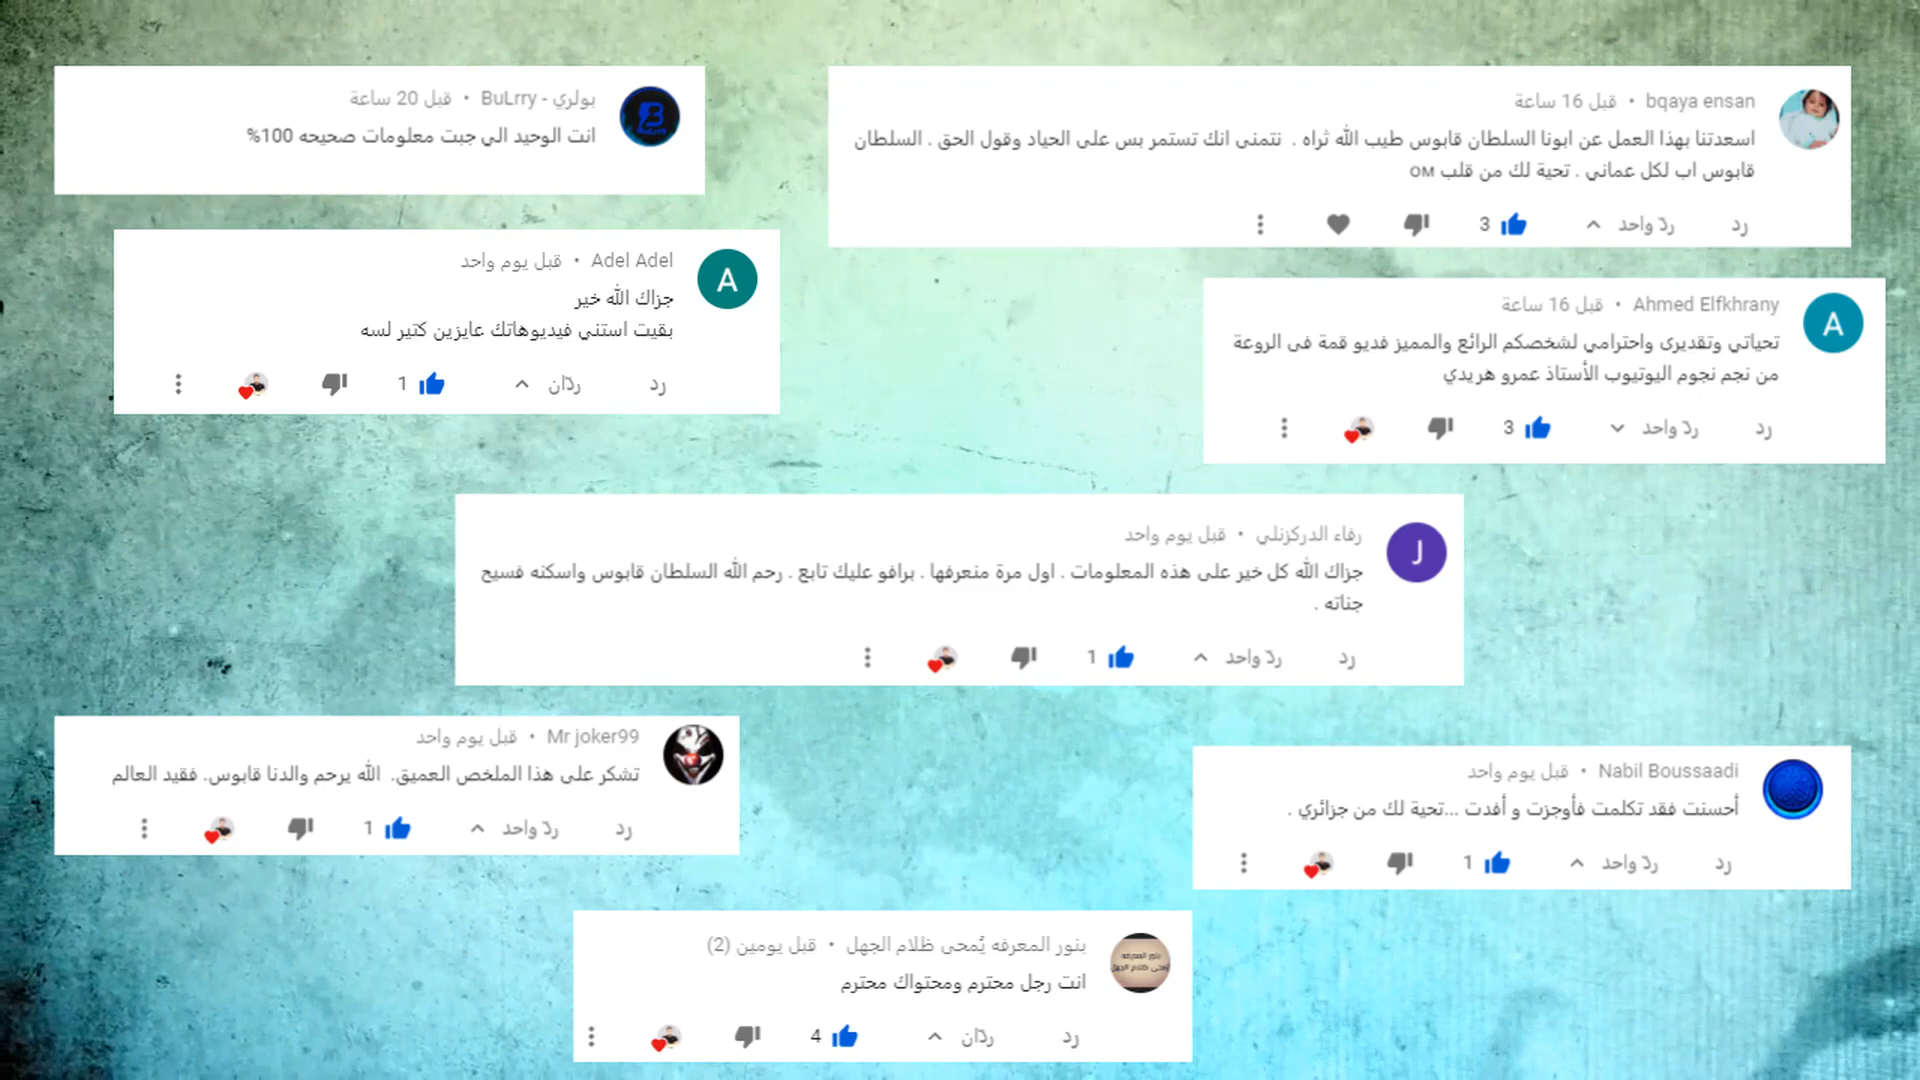 بولري - BuLrry • قبل 20 ساعة
انت الوحيد الي جبت معلومات صحيحه 100%
bqaya ensan • قبل 16 ساعة
اسعدتنا بهذا العمل عن ابونا السلطان قابوس طيب الله ثراه . نتمنى انك تستمر بس على الحياد وقول الحق . السلطان
قابوس اب لكل عماني . تحية لك من قلب ᴏᴍ
رد ردّ واحد 3
A
Adel Adel • قبل يوم واحد
جزاك الله خير
بقيت استني فيديوهاتك عايزين كتير لسه
رد ردّان 1
A
Ahmed Elfkhrany • قبل 16 ساعة
تحياتي وتقديرى واحترامي لشخصكم الرائع والمميز فديو قمة فى الروعة
من نجم نجوم اليوتيوب الأستاذ عمرو هريدي
رد ردّ واحد 3
J
رفاء الدركزنلي • قبل يوم واحد
جزاك الله كل خير على هذه المعلومات . اول مرة منعرفها . برافو عليك تابع . رحم الله السلطان قابوس واسكنه فسيح
جناته .
رد ردّ واحد 1
Mr joker99 • قبل يوم واحد
تشكر على هذا الملخص العميق. الله يرحم والدنا قابوس. فقيد العالم
رد ردّ واحد 1
Nabil Boussaadi • قبل يوم واحد
أحسنت فقد تكلمت فأوجزت و أفدت ...تحية لك من جزائري .
رد ردّ واحد 1
بنور المعرفه يُمحى ظلام الجهل • قبل يومين (2)
انت رجل محترم ومحتواك محترم
بنور المعرفه
يُمحى ظلام الجهل
رد ردّان 4